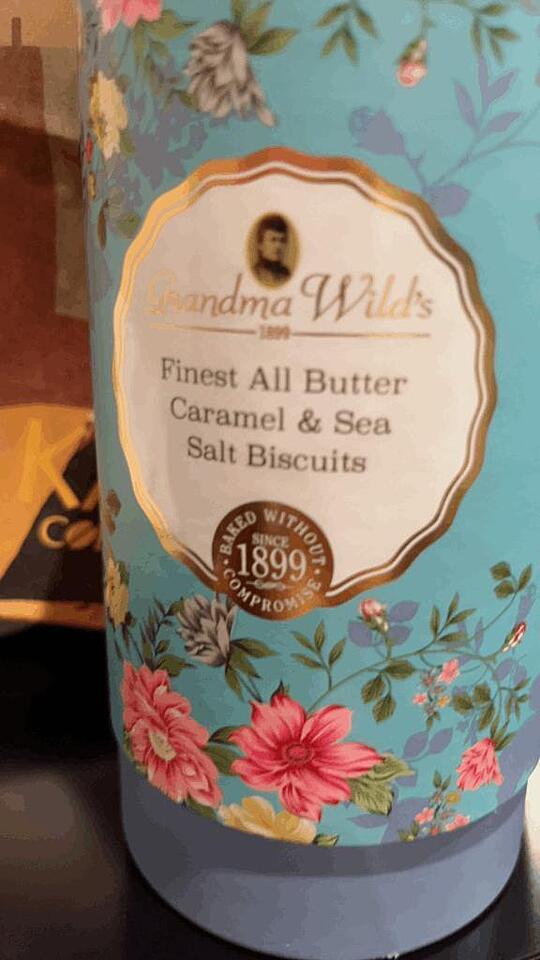 Grandma Wild's
1899
Finest All Butter
Caramel & Sea
Salt Biscuits
BAKED WITHOUT
SINCE
1899
COMPROMISE